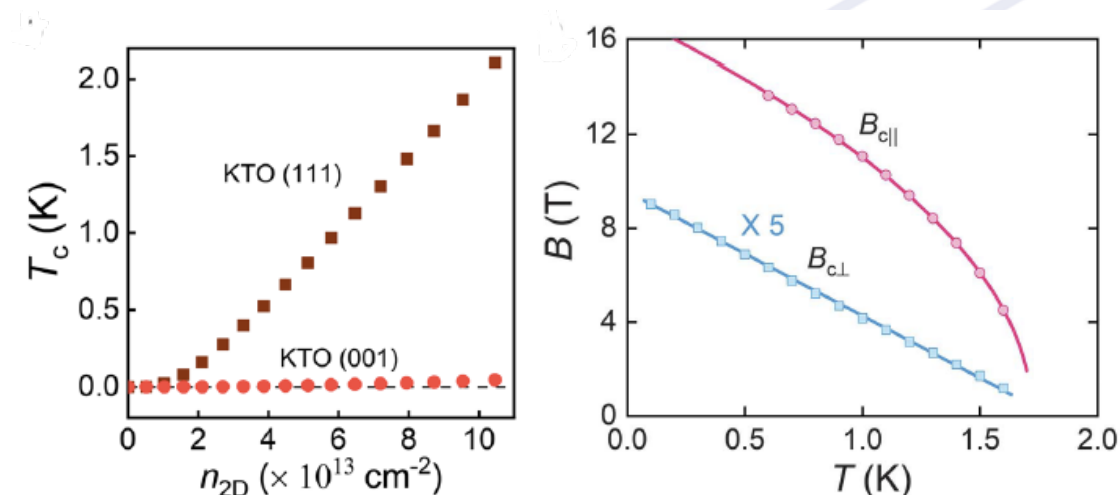 2.0
1.5
1.0
0.5
0.0
T_c (K)
KTO (111)
KTO (001)
0 2 4 6 8 10
n_2D (× 10^13 cm^-2)
16
12
8
4
0
B (T)
B_c||
X 5
B_c⊥
0.0 0.5 1.0 1.5 2.0
T (K)